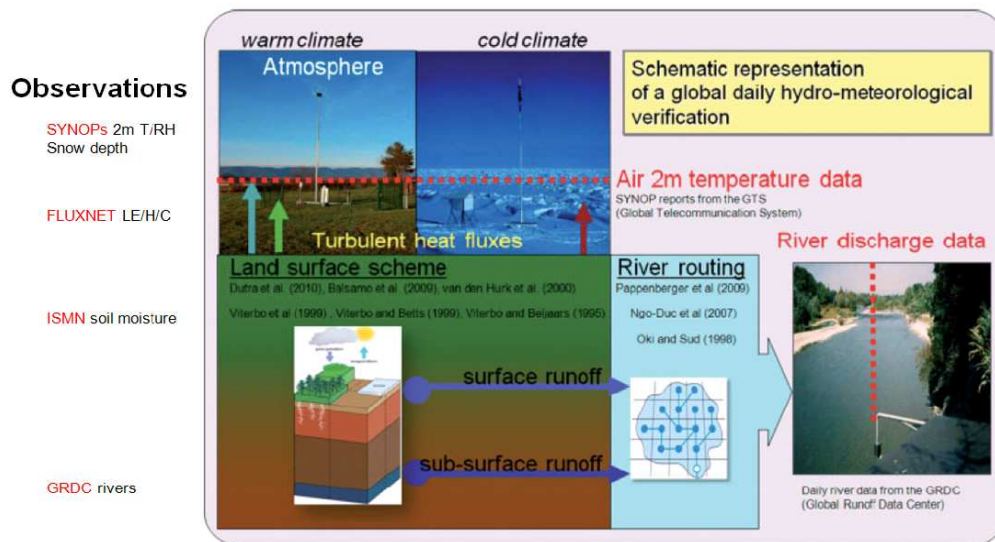 Observations
SYNOPs 2m T/RH
Snow depth
FLUXNET LE/H/C
ISMN soil moisture
GRDC rivers
warm climate
cold climate
Atmosphere
Schematic representation
of a global daily hydro-meteorological
verification
Air 2m temperature data
SYNOP reports from the GTS
(Global Telecommunication System)
Turbulent heat fluxes
River discharge data
Land surface scheme
Dutra et al. (2010), Balsamo et al. (2009), van den Hurk et al. (2000)
Viterbo et al (1999) , Viterbo and Betts (1999), Viterbo and Beljaars (1995)
River routing
Pappenberger et al (2009)
Ngo-Duc et al (2007)
Oki and Sud (1998)
surface runoff
sub-surface runoff
Daily river data from the GRDC
(Global Runoff Data Center)